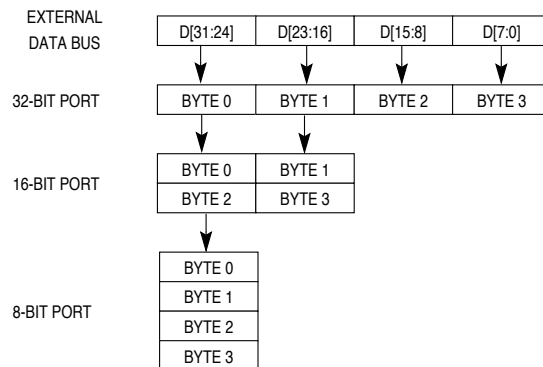 EXTERNAL
DATA BUS
D[31:24] D[23:16] D[15:8] D[7:0]
32-BIT PORT BYTE 0 BYTE 1 BYTE 2 BYTE 3
16-BIT PORT
BYTE 0 BYTE 1
BYTE 2 BYTE 3
8-BIT PORT
BYTE 0
BYTE 1
BYTE 2
BYTE 3